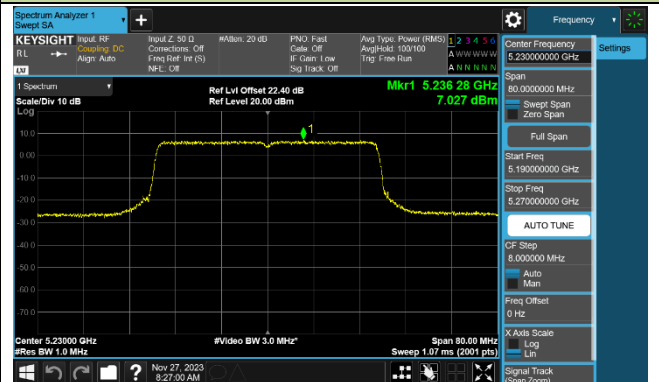 Spectrum Analyzer 1
Swept SA
+
Frequency
KEYSIGHT
RL
LXI
Input: RF
Coupling: DC
Align: Auto
Input Z: 50 Ω
Corrections: Off
Freq Ref: Int (S)
NFE: Off
#Atten: 20 dB
PNO: Fast
Gate: Off
IF Gain: Low
Sig Track: Off
Avg Type: Power (RMS)
Avg|Hold: 100/100
Trig: Free Run
1 2 3 4 5 6
A W W W W W
A N N N N N
1 Spectrum
Scale/Div 10 dB
Log
Ref Lvl Offset 22.40 dB
Ref Level 20.00 dBm
Mkr1 5.236 28 GHz
7.027 dBm
1
10.0
0.00
-10.0
-20.0
-30.0
-40.0
-50.0
-60.0
-70.0
Center 5.23000 GHz
#Res BW 1.0 MHz
#Video BW 3.0 MHz*
Span 80.00 MHz
Sweep 1.07 ms (2001 pts)
Nov 27, 2023
8:27:00 AM
?
Center Frequency
5.230000000 GHz
Settings
Span
80.0000000 MHz
Swept Span
Zero Span
Full Span
Start Freq
5.190000000 GHz
Stop Freq
5.270000000 GHz
AUTO TUNE
CF Step
8.000000 MHz
Auto
Man
Freq Offset
0 Hz
X Axis Scale
Log
Lin
Signal Track
(Span Zoom)